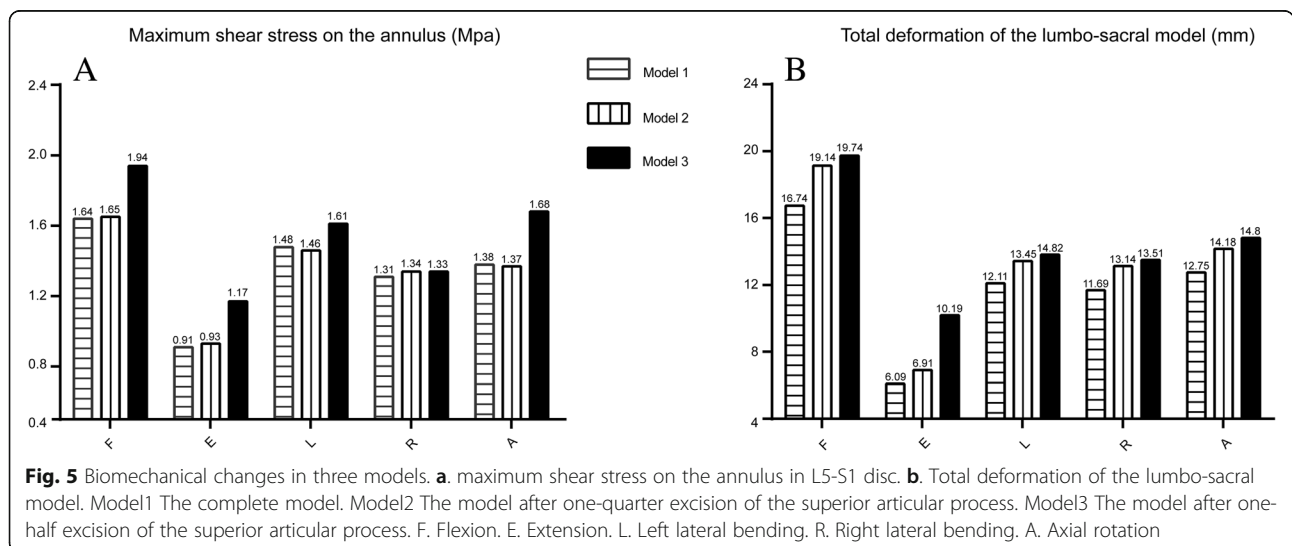 Maximum shear stress on the annulus (Mpa)
A
2.4
2.0
1.6
1.2
0.8
0.4
1.64
1.65
1.94
0.91
0.93
1.17
1.48
1.46
1.61
1.31
1.34
1.33
1.38
1.37
1.68
F
E
L
R
A
Model 1
Model 2
Model 3
Total deformation of the lumbo-sacral model (mm)
B
24
20
16
12
8
4
16.74
19.14
19.74
6.09
6.91
10.19
12.11
13.45
14.82
11.69
13.14
13.51
12.75
14.18
14.8
F
E
L
R
A
Fig. 5 Biomechanical changes in three models. a. maximum shear stress on the annulus in L5-S1 disc. b. Total deformation of the lumbo-sacral
model. Model1 The complete model. Model2 The model after one-quarter excision of the superior articular process. Model3 The model after one-
half excision of the superior articular process. F. Flexion. E. Extension. L. Left lateral bending. R. Right lateral bending. A. Axial rotation